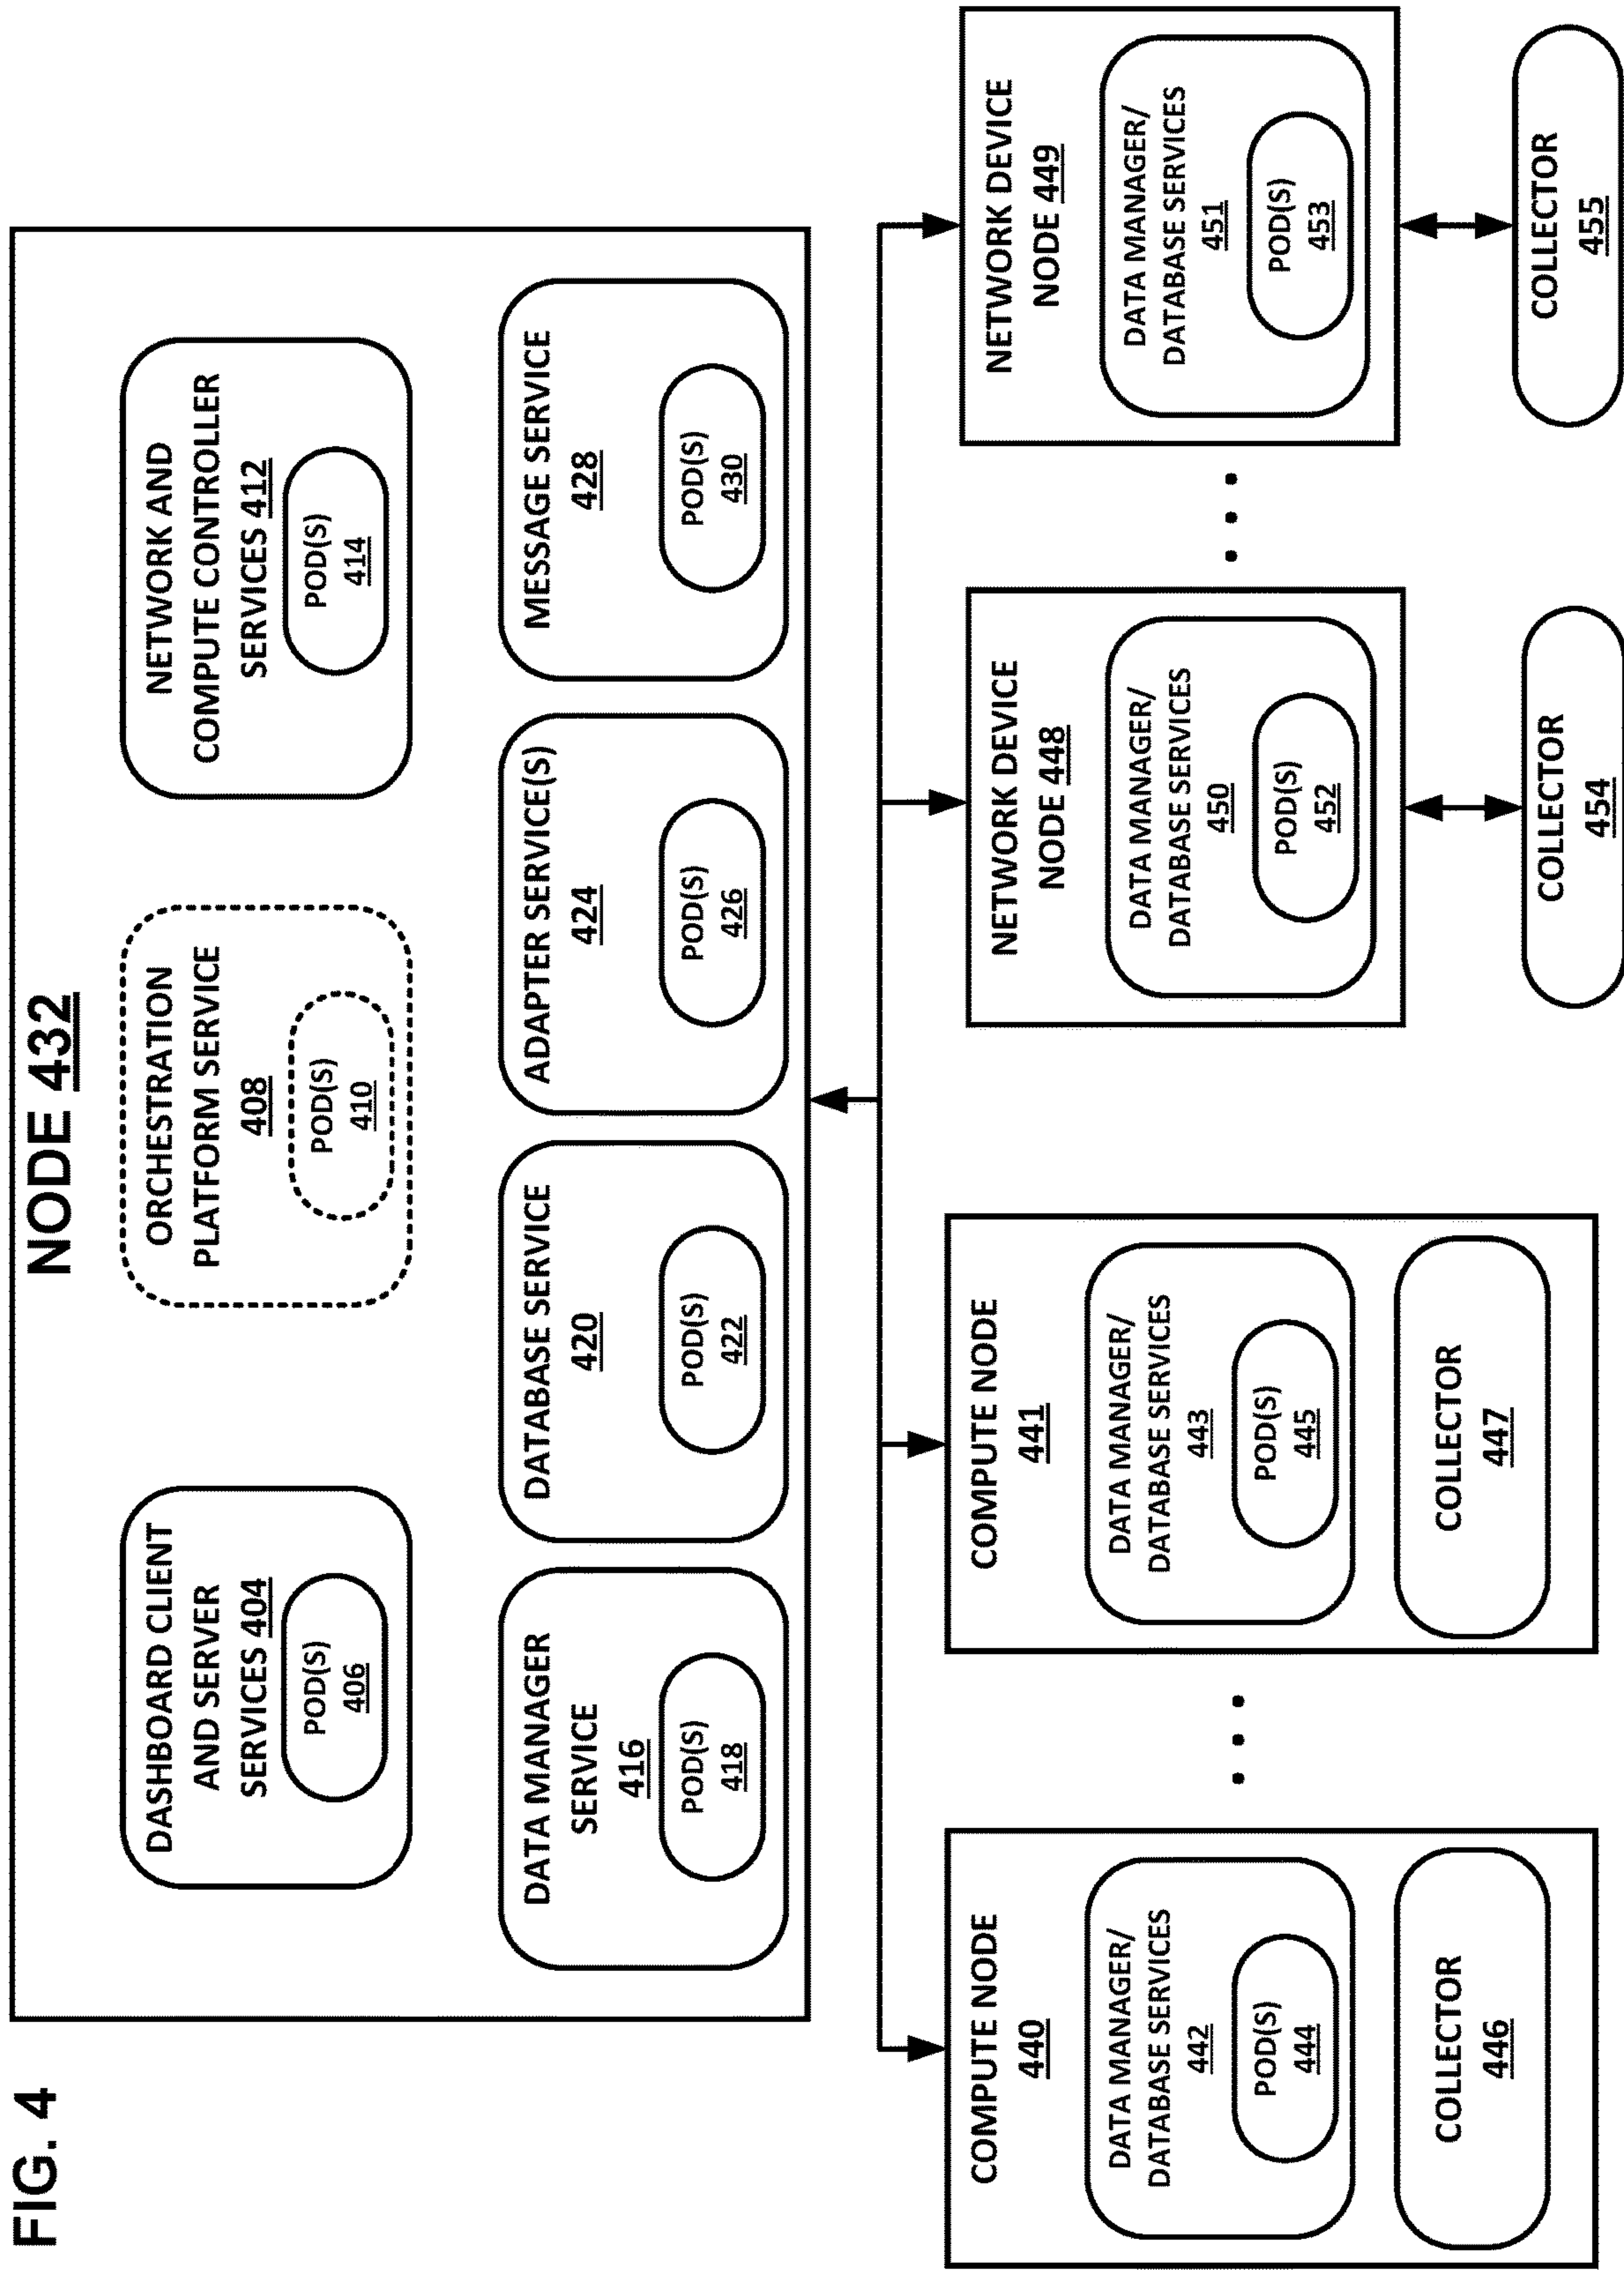 FIG. 4
NODE 432
DASHBOARD CLIENT
AND SERVER
SERVICES 404
POD(S)
406
ORCHESTRATION
PLATFORM SERVICE
408
POD(S)
410
NETWORK AND
COMPUTE CONTROLLER
SERVICES 412
POD(S)
414
DATA MANAGER
SERVICE
416
POD(S)
418
DATABASE SERVICE
420
POD(S)
422
ADAPTER SERVICE(S)
424
POD(S)
426
MESSAGE SERVICE
428
POD(S)
430
COMPUTE NODE
440
DATA MANAGER/
DATABASE SERVICES
442
POD(S)
444
COLLECTOR
446
COMPUTE NODE
441
DATA MANAGER/
DATABASE SERVICES
443
POD(S)
445
COLLECTOR
447
NETWORK DEVICE
NODE 448
DATA MANAGER/
DATABASE SERVICES
450
POD(S)
452
COLLECTOR
454
NETWORK DEVICE
NODE 449
DATA MANAGER/
DATABASE SERVICES
451
POD(S)
453
COLLECTOR
455